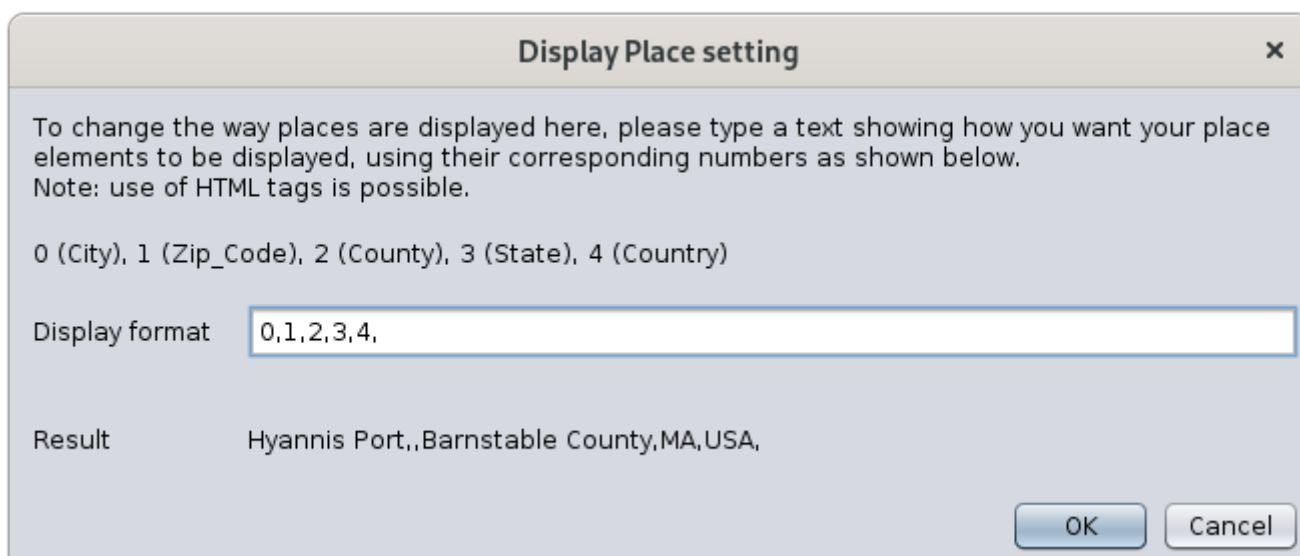 Display Place setting
×
To change the way places are displayed here, please type a text showing how you want your place
elements to be displayed, using their corresponding numbers as shown below.
Note: use of HTML tags is possible.
0 (City), 1 (Zip_Code), 2 (County), 3 (State), 4 (Country)
Display format 0,1,2,3,4,
Result Hyannis Port,,Barnstable County,MA,USA,
OK Cancel